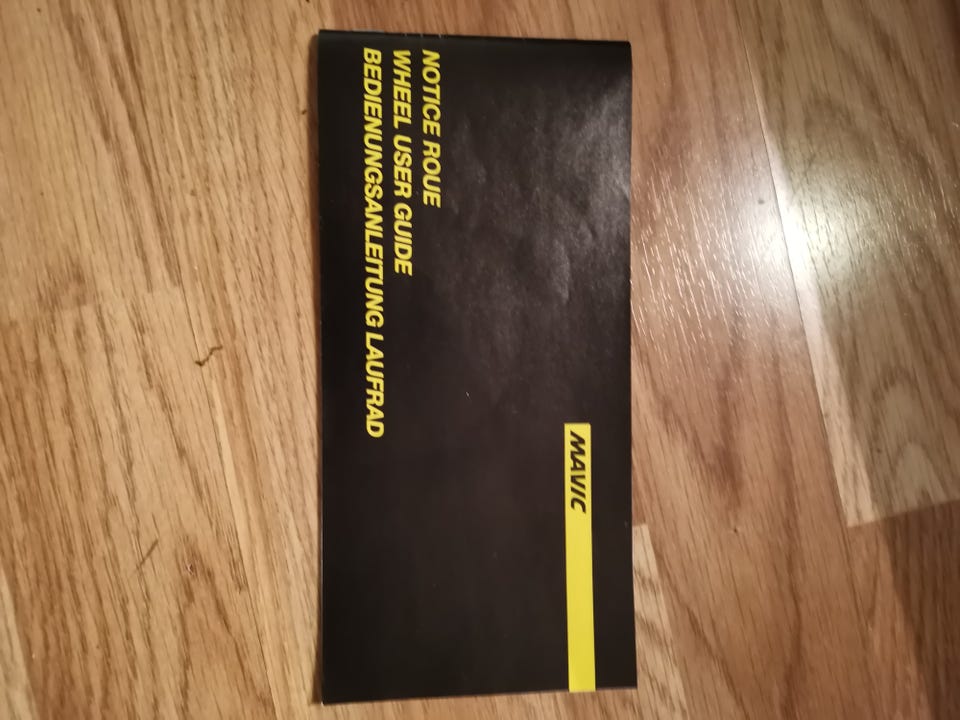 MAVIC
NOTICE ROUE
WHEEL USER GUIDE
BEDIENUNGSANLEITUNG LAUFRAD